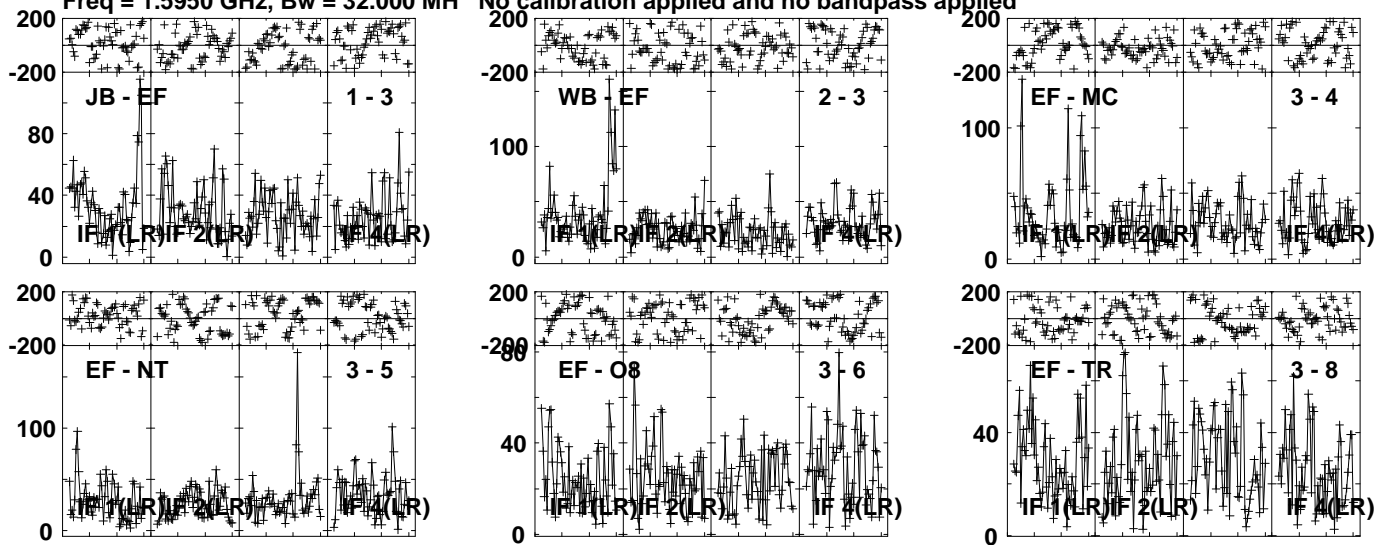 Freq = 1.5950 GHz, Bw = 32.000 MH No calibration applied and no bandpass applied
200
-200
JB - EF 1 - 3
80
40
0
IF 1(LR) IF 2(LR) IF 4(LR)
200
-200
WB - EF 2 - 3
100
0
IF 1(LR) IF 2(LR) IF 4(LR)
200
-200
EF - MC 3 - 4
100
0
IF 1(LR) IF 2(LR) IF 4(LR)
200
-200
EF - NT 3 - 5
100
0
IF 1(LR) IF 2(LR) IF 4(LR)
200
-200
80
EF - O8 3 - 6
40
0
IF 1(LR) IF 2(LR) IF 4(LR)
200
-200
EF - TR 3 - 8
40
0
IF 1(LR) IF 2(LR) IF 4(LR)